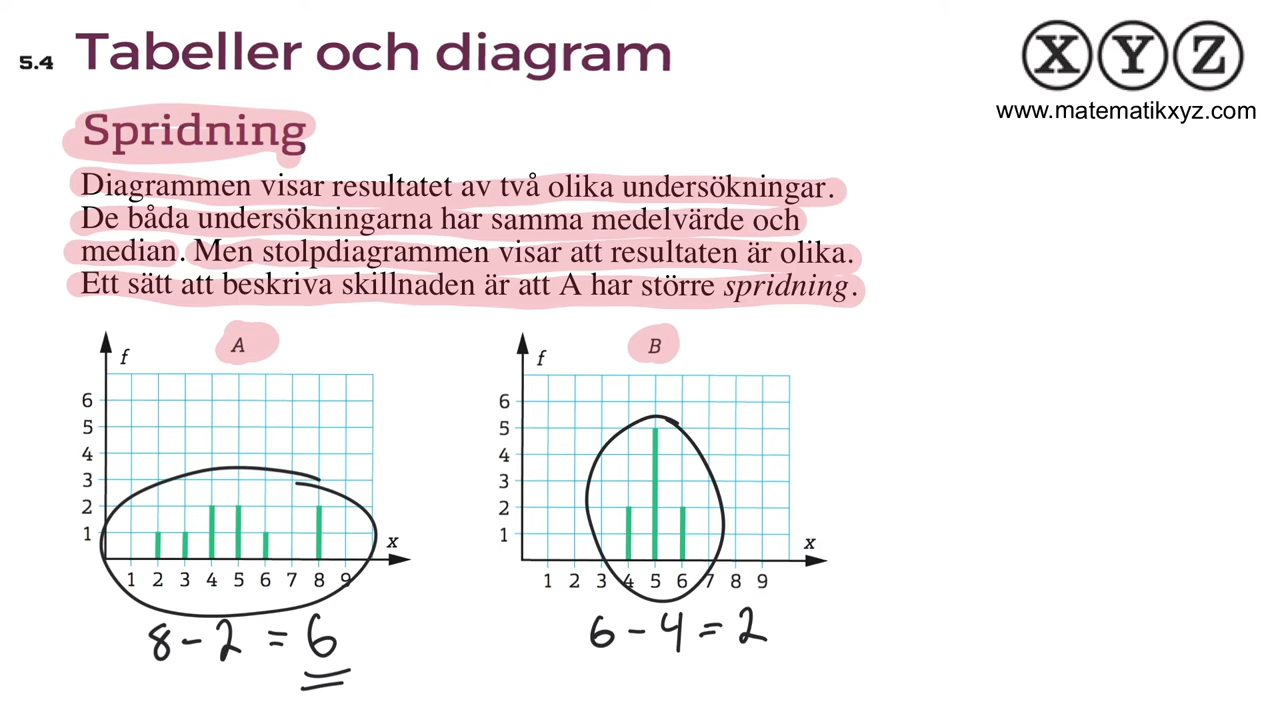 5.4 Tabeller och diagram
X Y Z
www.matematikxyz.com
Spridning
Diagrammen visar resultatet av två olika undersökningar.
De båda undersökningarna har samma medelvärde och
median. Men stolpdiagrammen visar att resultaten är olika.
Ett sätt att beskriva skillnaden är att A har större spridning.
A
f
6
5
4
3
2
1
x
1 2 3 4 5 6 7 8 9
8 - 2 = 6
B
f
6
5
4
3
2
1
x
1 2 3 4 5 6 7 8 9
6 - 4 = 2